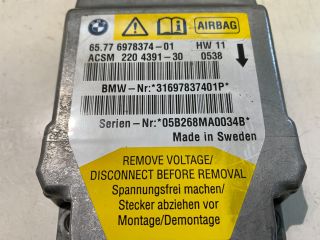 AIRBAG
65.77 6978374-01 HW 11
ACSM 220 4391-30 0538
BMW-Nr:*31697837401P*
Serien-Nr:*05B268MA0034B*
Made in Sweden
REMOVE VOLTAGE/
DISCONNECT BEFORE REMOVAL
Spannungsfrei machen/
Stecker abziehen vor
Montage/Demontage